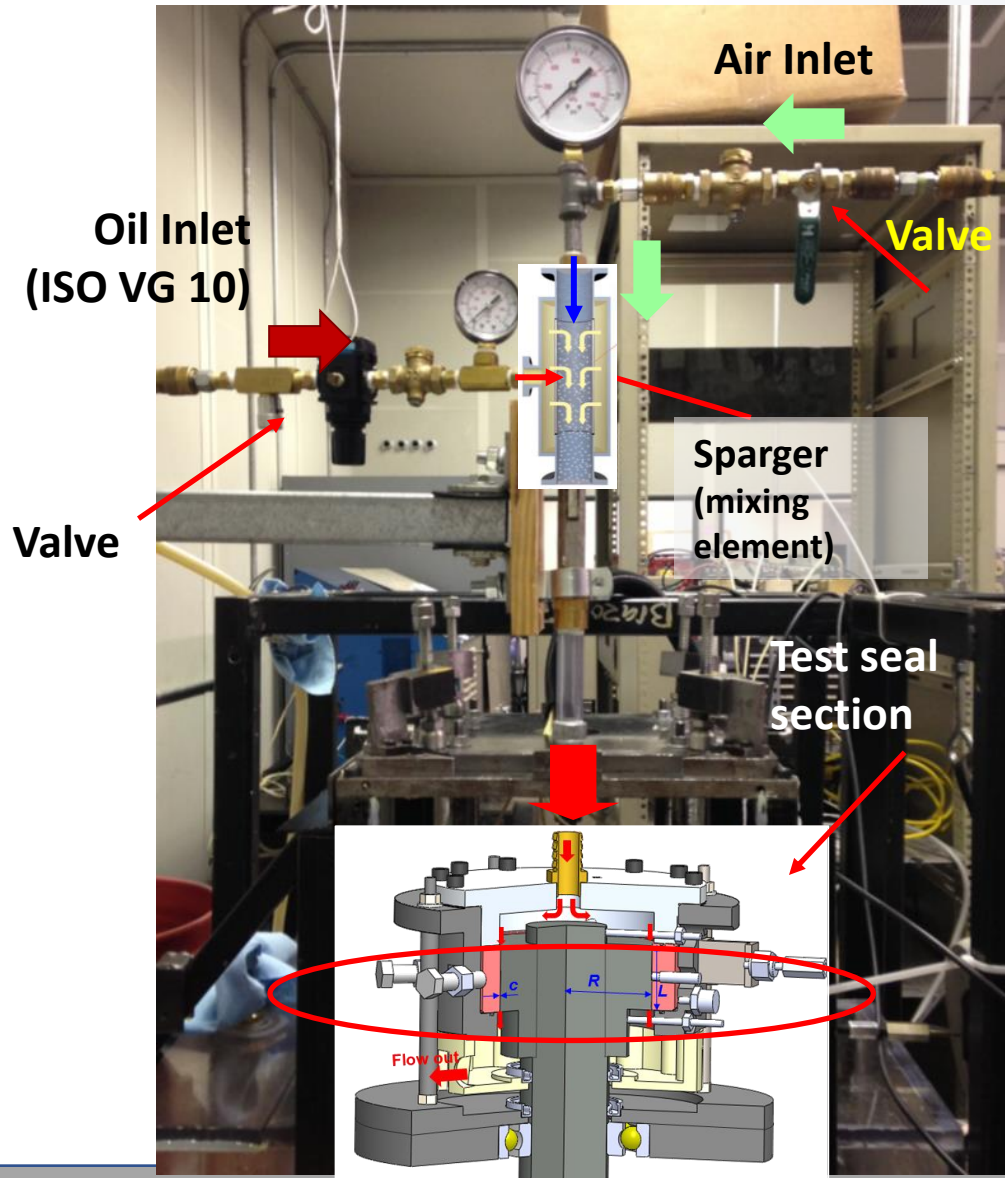 Air Inlet
Oil Inlet
(ISO VG 10)
Valve
Sparger
(mixing
element)
Valve
Test seal
section
c
R
L
Flow out